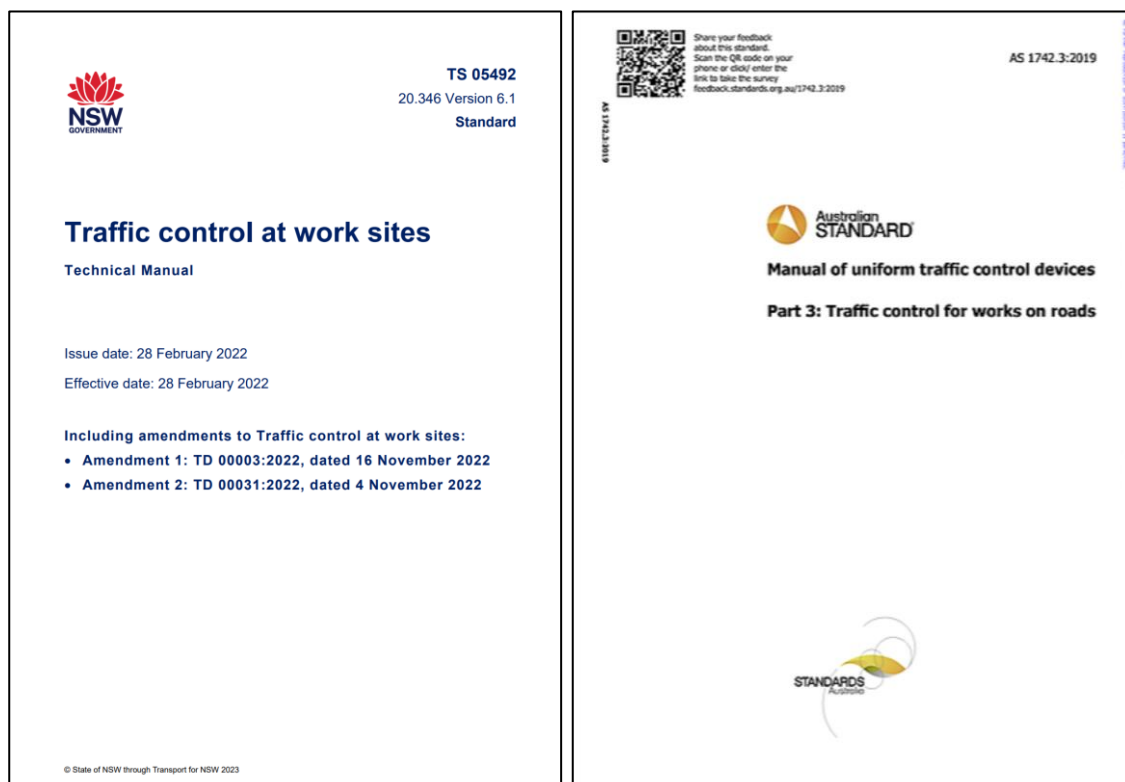 TS 05492
20.346 Version 6.1
Standard
NSW
GOVERNMENT
Traffic control at work sites
Technical Manual
Issue date: 28 February 2022
Effective date: 28 February 2022
Including amendments to Traffic control at work sites:
• Amendment 1: TD 00003:2022, dated 16 November 2022
• Amendment 2: TD 00031:2022, dated 4 November 2022
© State of NSW through Transport for NSW 2023
Share your feedback
about this standard.
Scan the QR code on your
phone or click/ enter the
link to take the survey
feedback.standards.org.au/1742.3:2019
AS 1742.3:2019
AS 1742.3:2019
Australian
STANDARD
Manual of uniform traffic control devices
Part 3: Traffic control for works on roads
STANDARDS
Australia